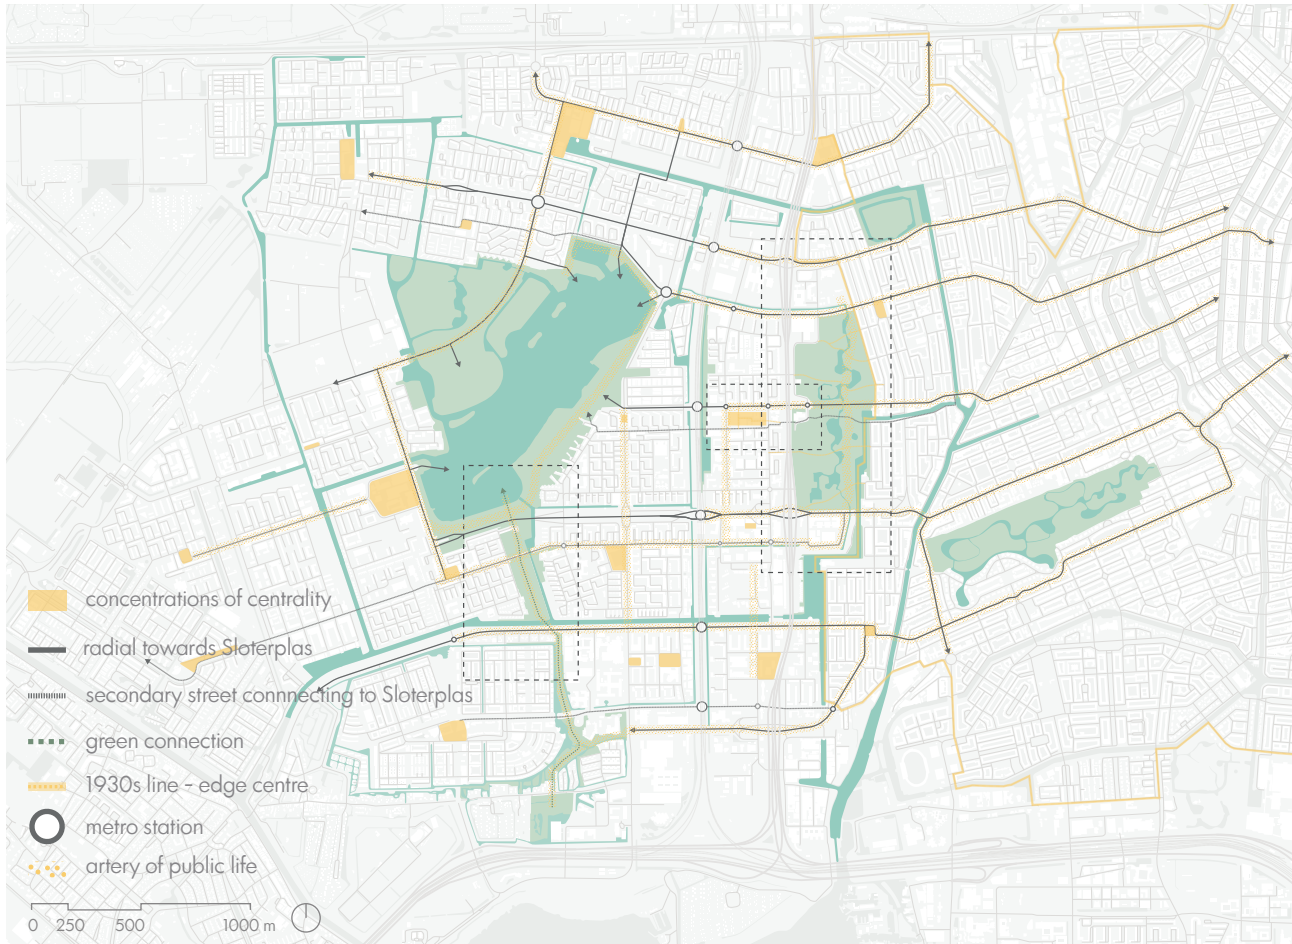 concentrations of centrality
radial towards Sloterplas
secondary street connnecting to Sloterplas
green connection
1930s line - edge centre
metro station
artery of public life
0 250 500 1000 m